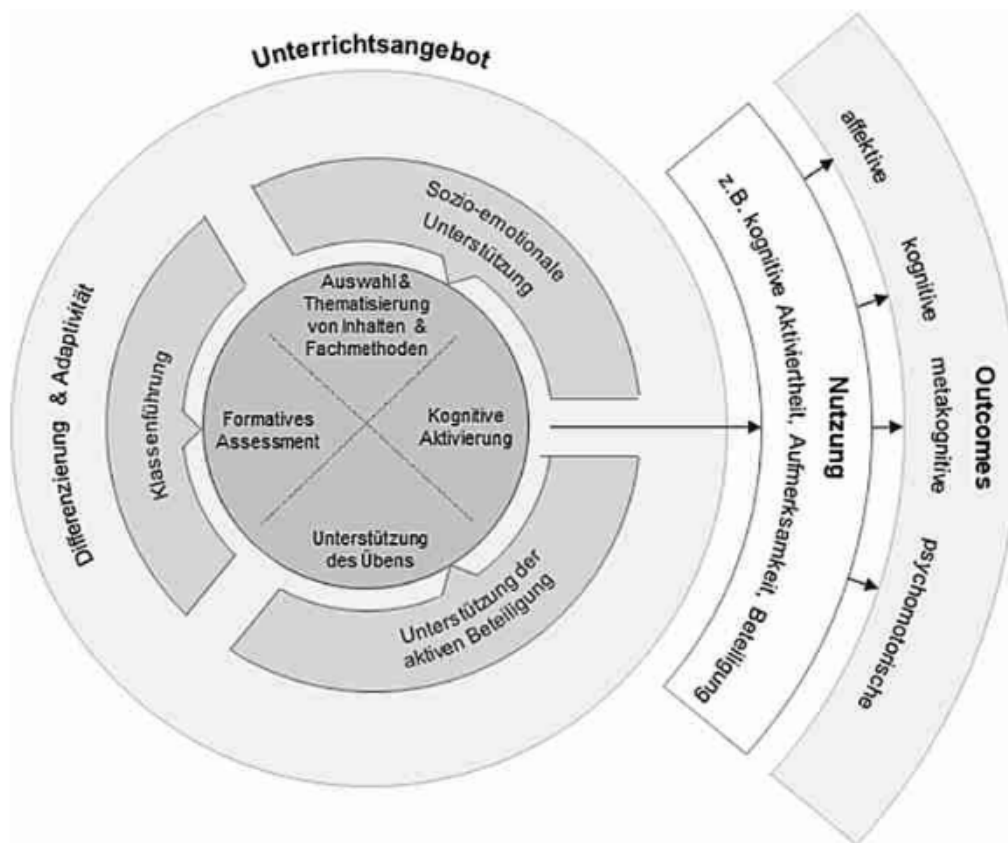 Unterrichtsangebot
Differenzierung & Adaptivität
Sozio-emotionale
Unterstützung
Klassenführung
Auswahl &
Thematisierung
von Inhalten &
Fachmethoden
Formatives
Assessment
Kognitive
Aktivierung
Unterstützung
des Übens
Unterstützung der
aktiven Beteiligung
z.B. kognitive Aktiviertheit, Aufmerksamkeit, Beteiligung
Nutzung
affektive
kognitive
metakognitive
psychomotorische
Outcomes